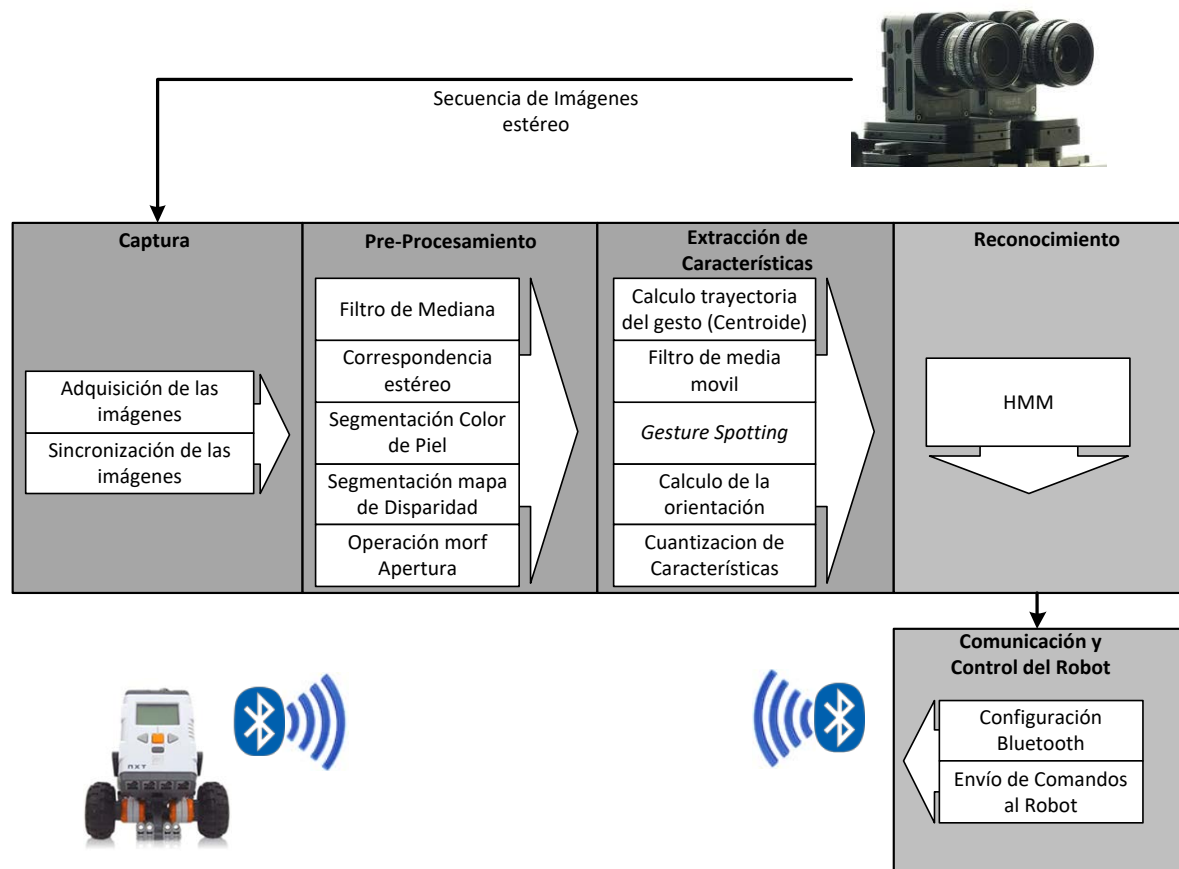 Secuencia de Imágenes
estéreo
Captura
Adquisición de las
imágenes
Sincronización de las
imágenes
Pre-Procesamiento
Filtro de Mediana
Correspondencia
estéreo
Segmentación Color
de Piel
Segmentación mapa
de Disparidad
Operación morf
Apertura
Extracción de
Características
Calculo trayectoria
del gesto (Centroide)
Filtro de media
movil
Gesture Spotting
Calculo de la
orientación
Cuantizacion de
Características
Reconocimiento
HMM
Comunicación y
Control del Robot
Configuración
Bluetooth
Envío de Comandos
al Robot
NXT